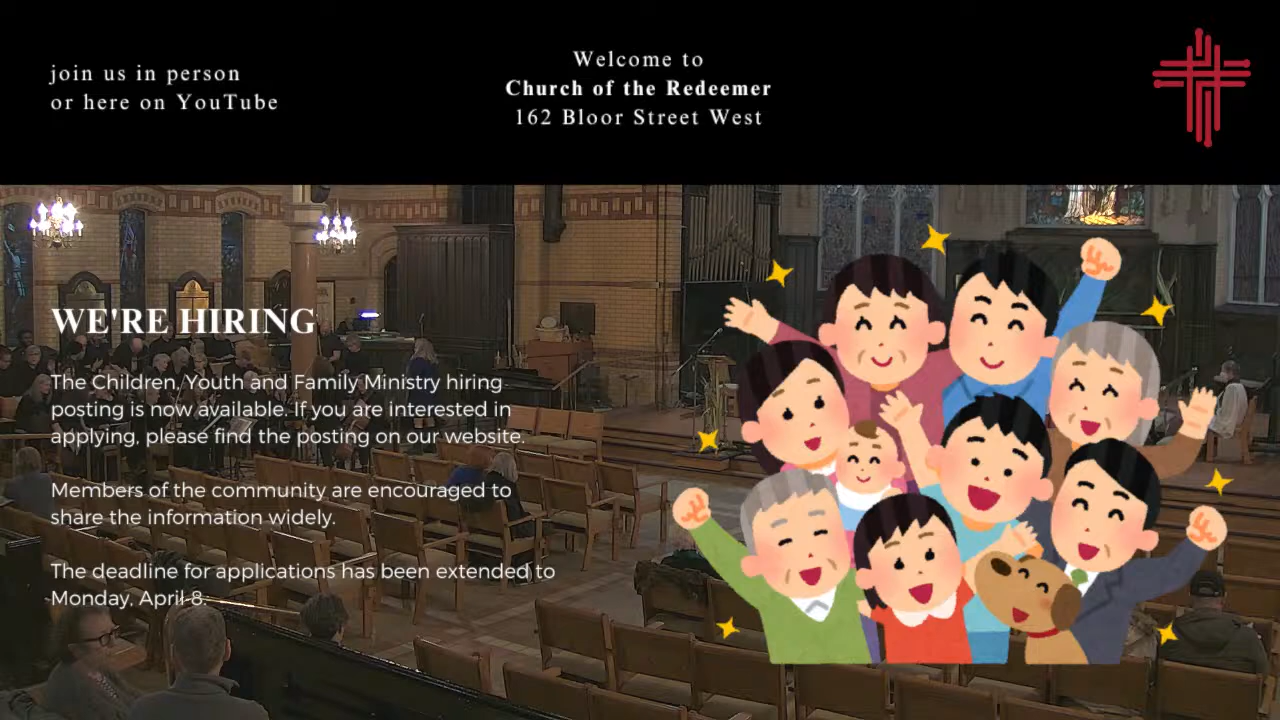 join us in person
or here on YouTube
Welcome to
Church of the Redeemer
162 Bloor Street West
WE'RE HIRING
The Children, Youth and Family Ministry hiring
posting is now available. If you are interested in
applying, please find the posting on our website.
Members of the community are encouraged to
share the information widely.
The deadline for applications has been extended to
Monday, April 8.